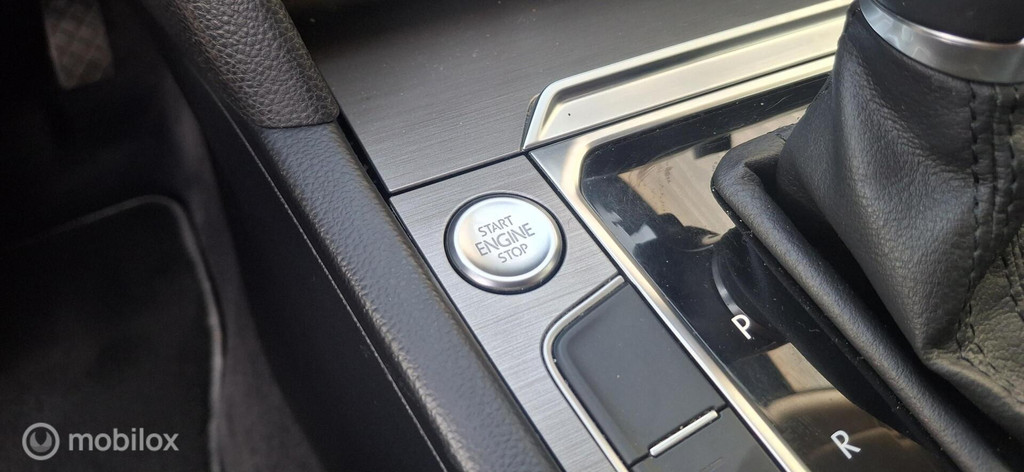 START
ENGINE
STOP
P
R
mobilox